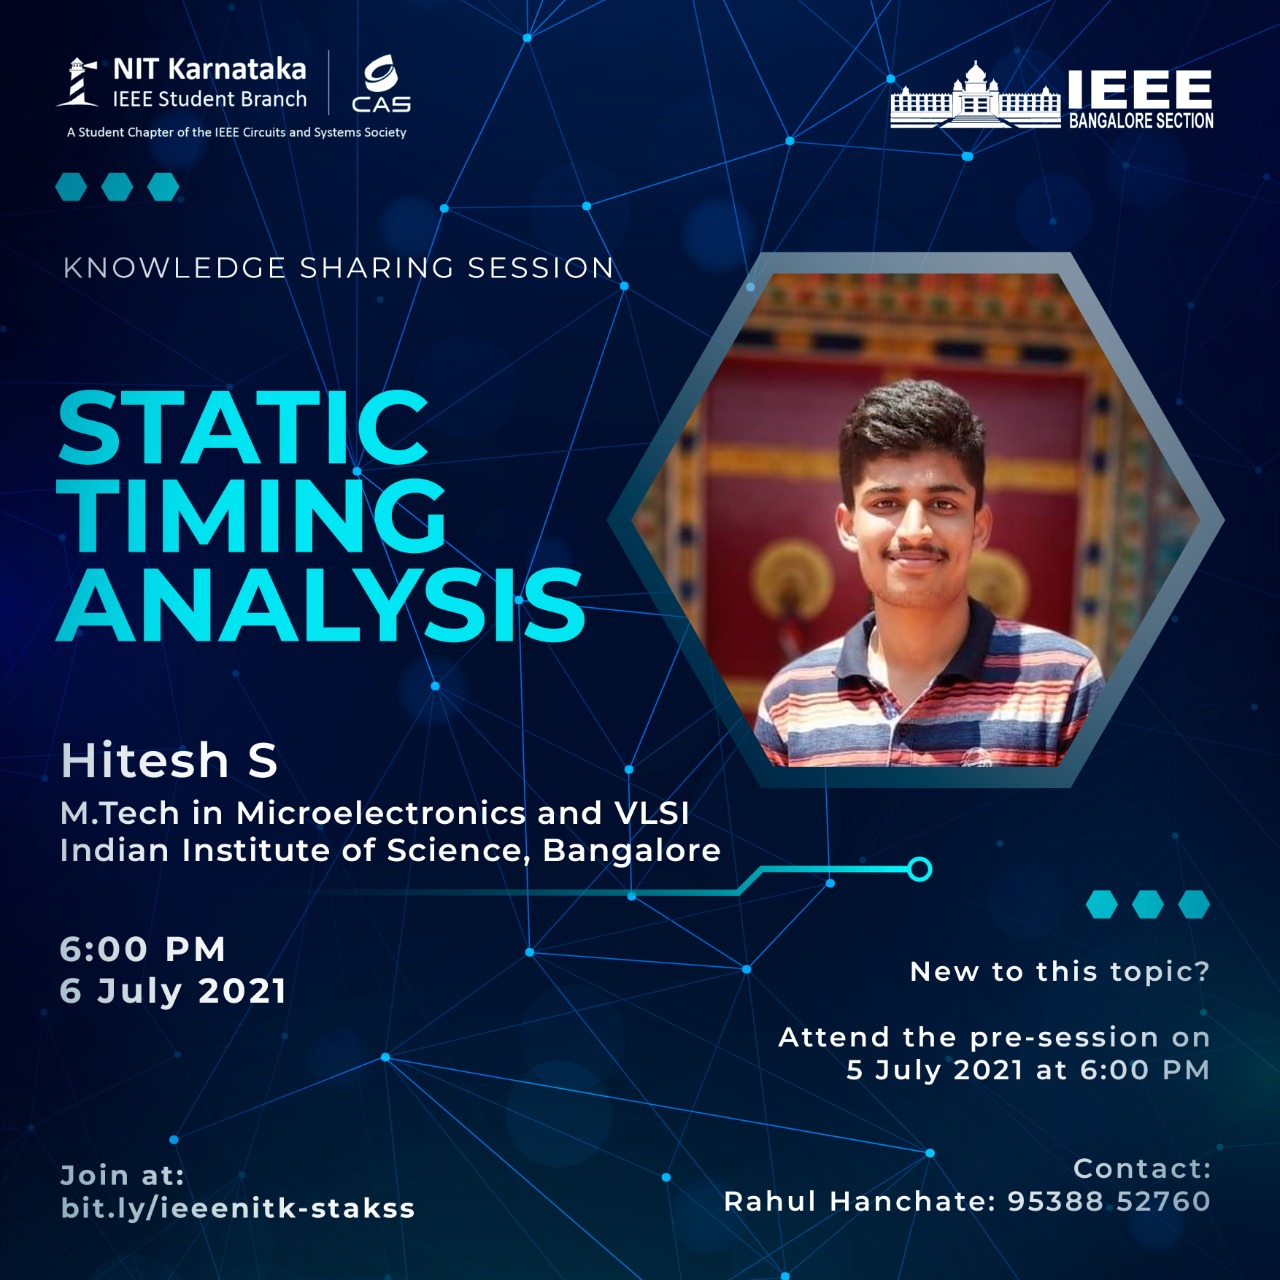 NIT Karnataka
IEEE Student Branch
CAS
A Student Chapter of the IEEE Circuits and Systems Society
IEEE
BANGALORE SECTION
KNOWLEDGE SHARING SESSION
STATIC
TIMING
ANALYSIS
Hitesh S
M.Tech in Microelectronics and VLSI
Indian Institute of Science, Bangalore
6:00 PM
6 July 2021
New to this topic?
Attend the pre-session on
5 July 2021 at 6:00 PM
Join at:
bit.ly/ieeenitk-stakss
Contact:
Rahul Hanchate: 95388 52760